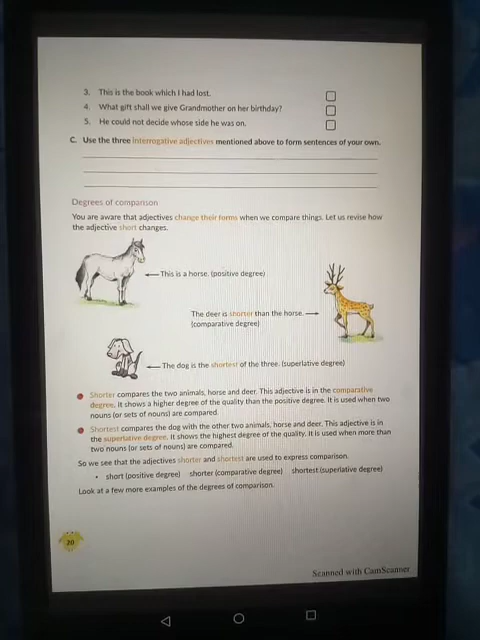 3. This is the book which I had lost.
4. What gift shall we give Grandmother on her birthday?
5. He could not decide whose side he was on.
C. Use the three interrogative adjectives mentioned above to form sentences of your own.
Degrees of comparison
You are aware that adjectives change their forms when we compare things. Let us revise how
the adjective short changes.
This is a horse. (positive degree)
The deer is shorter than the horse.
(comparative degree)
The dog is the shortest of the three. (superlative degree)
Shorter compares the two animals, horse and deer. This adjective is in the comparative
degree. It shows a higher degree of the quality than the positive degree. It is used when two
nouns (or sets of nouns) are compared.
Shortest compares the dog with the other two animals, horse and deer. This adjective is in
the superlative degree. It shows the highest degree of the quality. It is used when more than
two nouns (or sets of nouns) are compared.
So we see that the adjectives shorter and shortest are used to express comparison.
• short (positive degree) shorter (comparative degree) shortest (superlative degree)
Look at a few more examples of the degrees of comparison.
20
Scanned with CamScanner